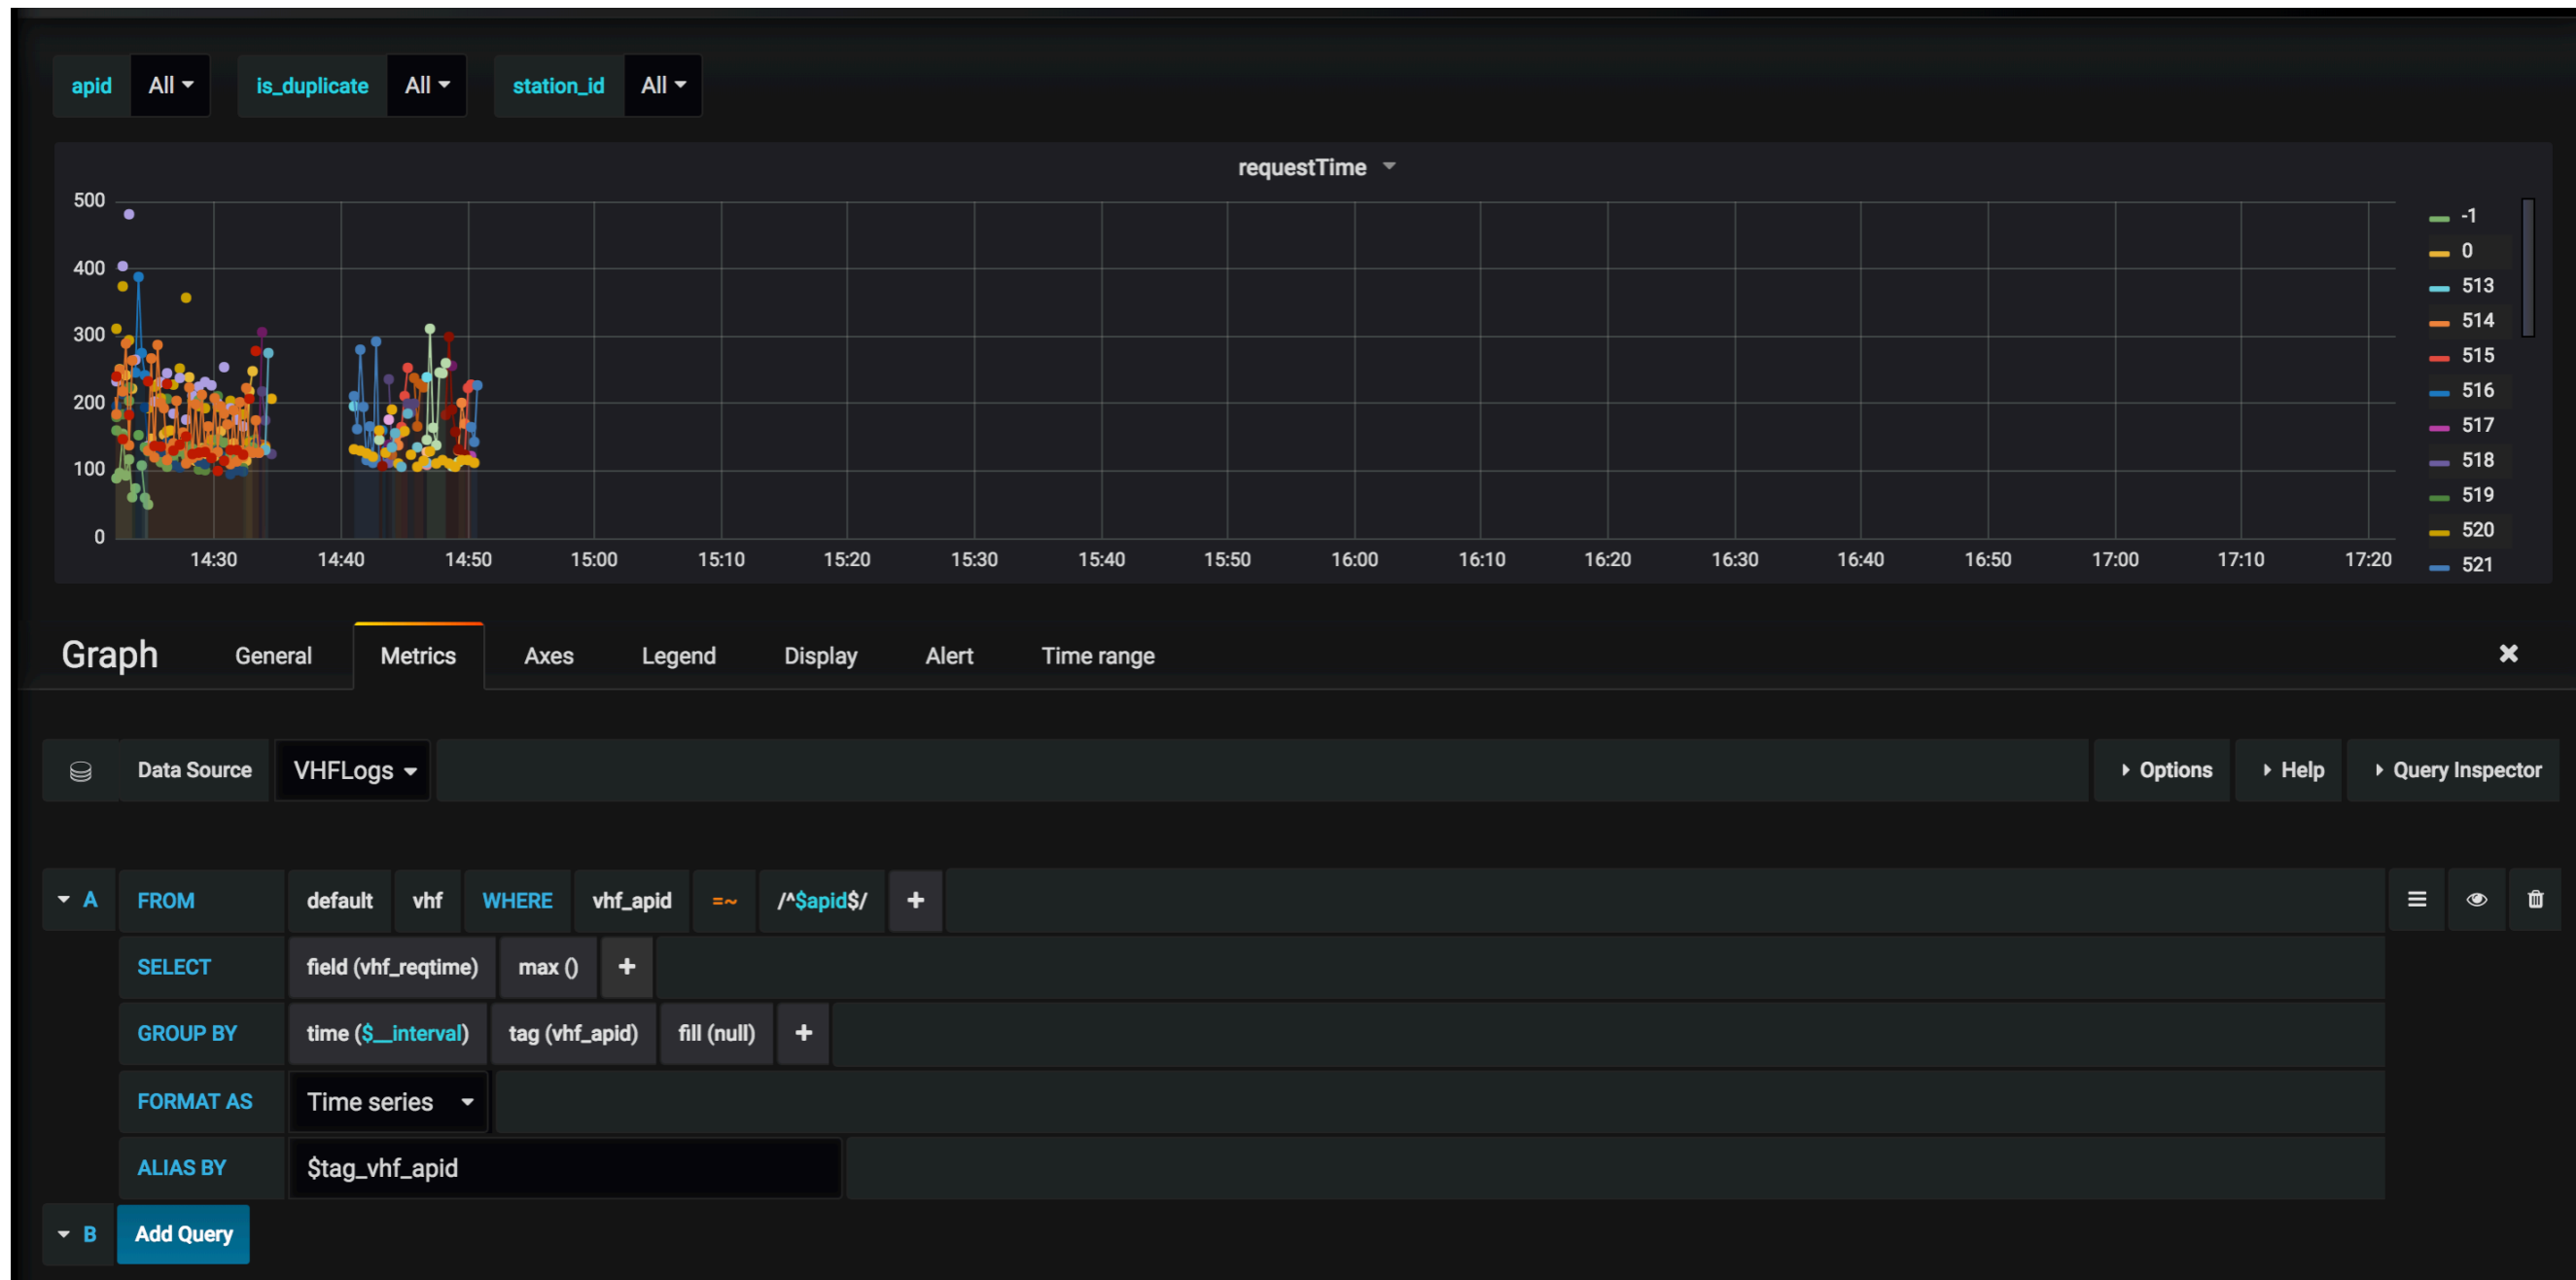 apid All is_duplicate All station_id All
requestTime
500
400
300
200
100
0
14:30 14:40 14:50 15:00 15:10 15:20 15:30 15:40 15:50 16:00 16:10 16:20 16:30 16:40 16:50 17:00 17:10 17:20
-1
0
513
514
515
516
517
518
519
520
521
Graph General Metrics Axes Legend Display Alert Time range
Data Source VHFLogs Options Help Query Inspector
A FROM default vhf WHERE vhf_apid =~ /^$apid$/ +
SELECT field (vhf_reqtime) max () +
GROUP BY time ($__interval) tag (vhf_apid) fill (null) +
FORMAT AS Time series
ALIAS BY $tag_vhf_apid
B Add Query